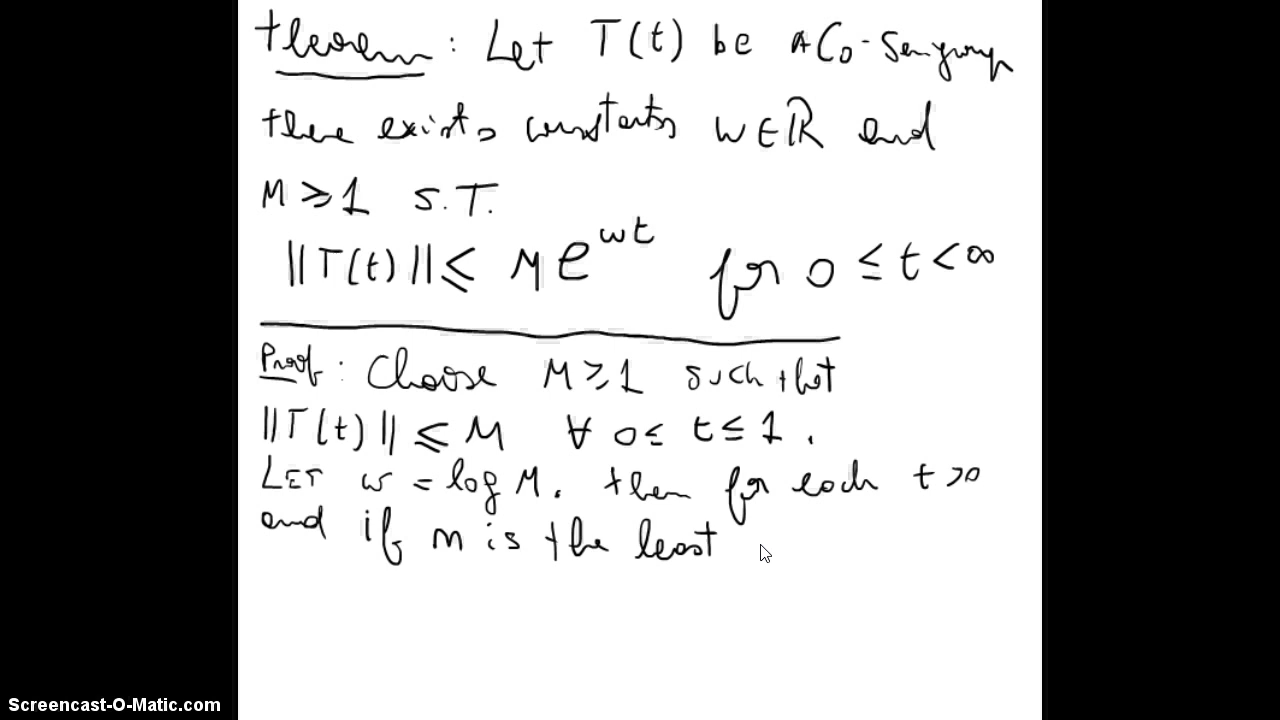 theorem : Let T(t) be a C₀-Semigroup
there exists constants w∈ℝ and
M ≥ 1 S.T.
||T(t)|| ≤ M e^{wt} for 0 ≤ t < ∞
Proof : Choose M ≥ 1 such that
||T(t)|| ≤ M ∀ 0 ≤ t ≤ 1 .
LET w = log M. then for each t > 0
and if n is the least
Screencast-O-Matic.com